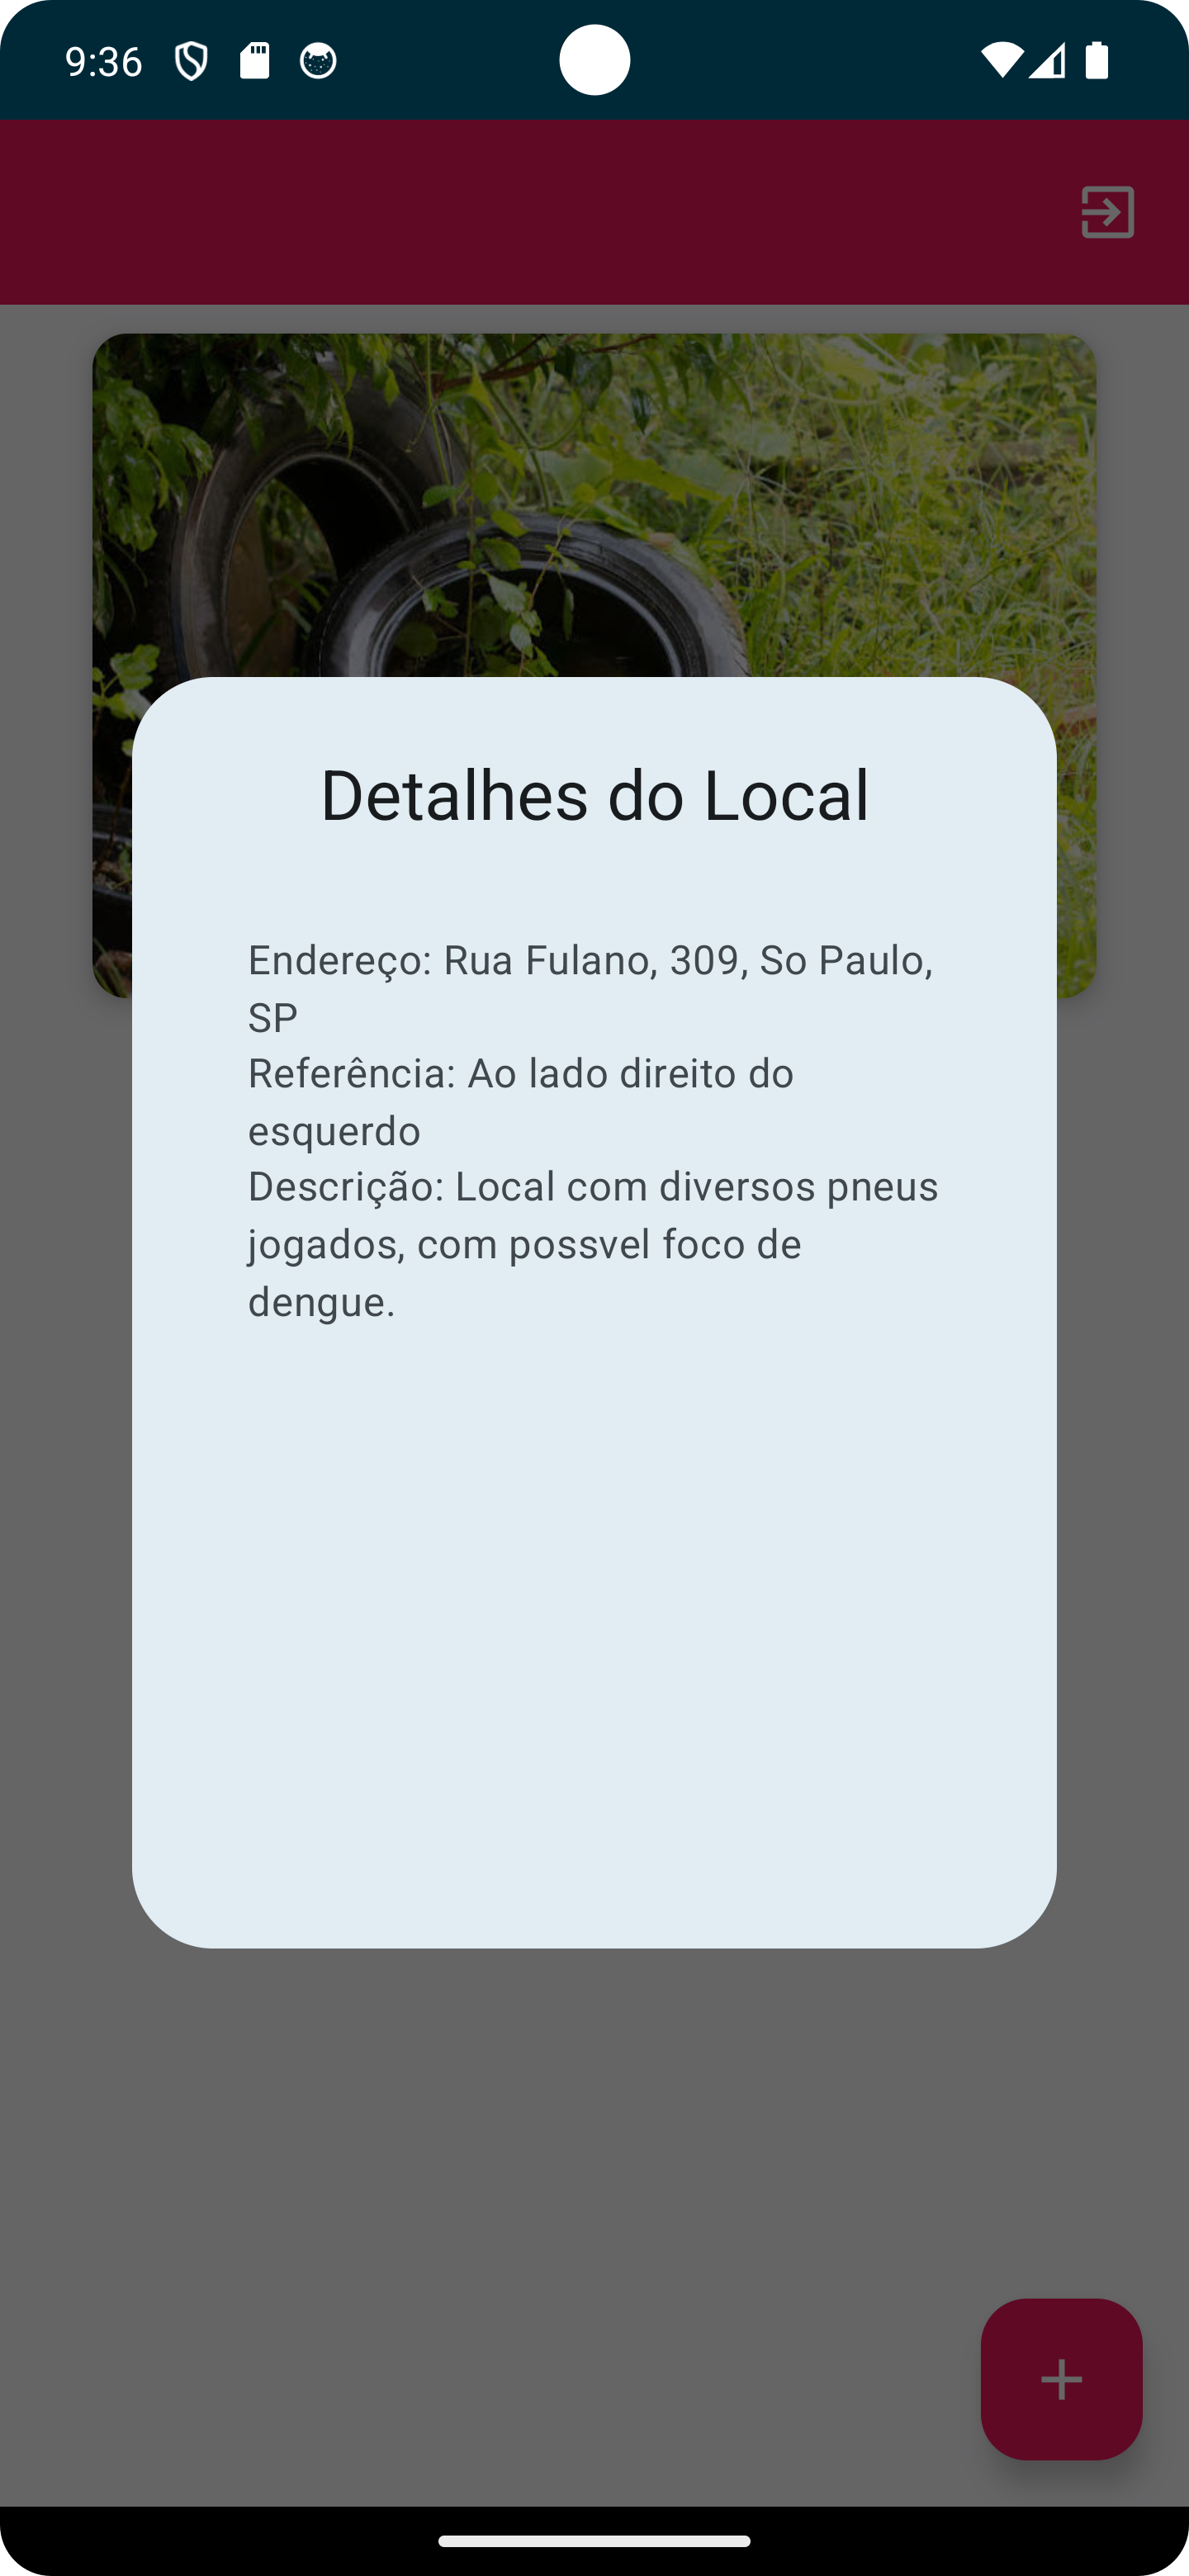 9:36
Detalhes do Local
Endereço: Rua Fulano, 309, So Paulo,
SP
Referência: Ao lado direito do
esquerdo
Descrição: Local com diversos pneus
jogados, com possvel foco de
dengue.